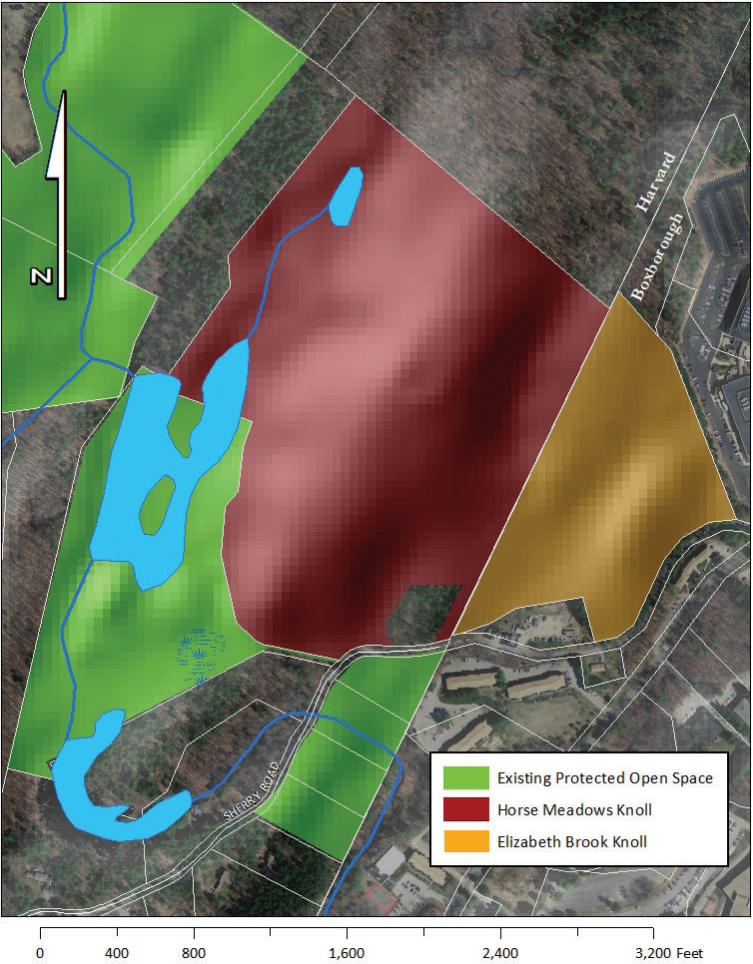 Harvard
Boxborough
N
SHERRY ROAD
Existing Protected Open Space
Horse Meadows Knoll
Elizabeth Brook Knoll
0 400 800 1,600 2,400 3,200 Feet